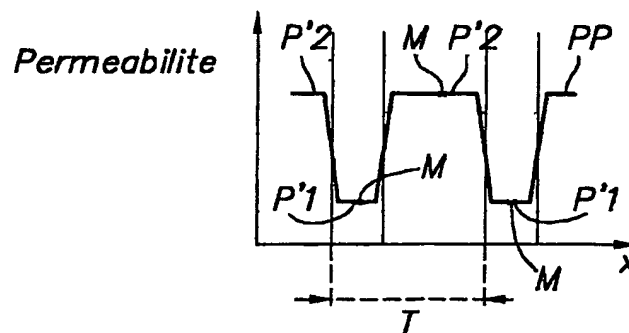 P'2 M P'2 PP
Permeabilite
P'1 M P'1
M
x
T